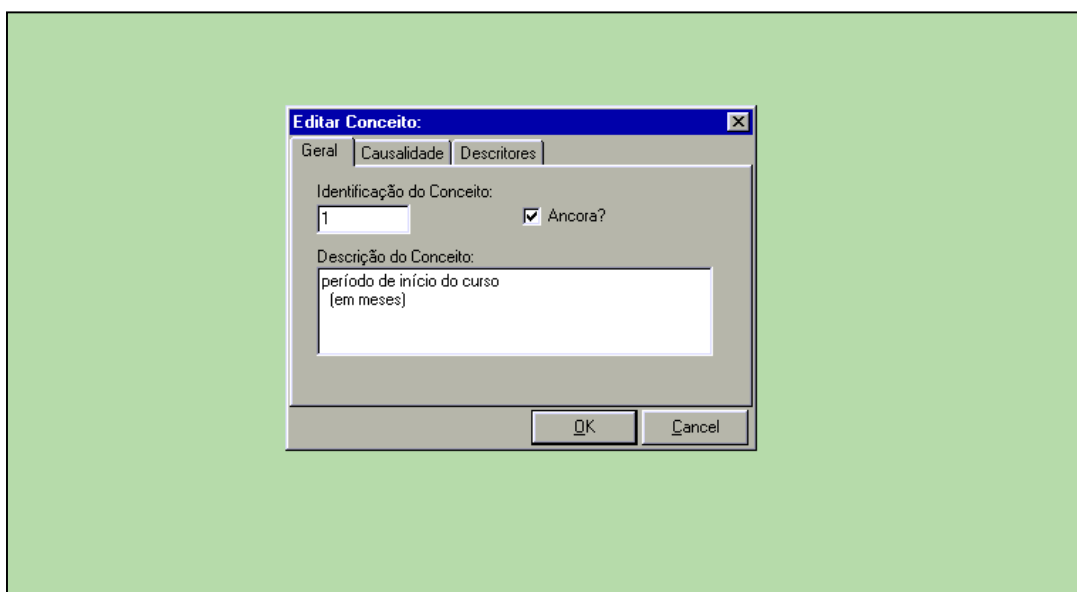 Editar Conceito:
Geral Causalidade Descritores
Identificação do Conceito:
1 Ancora?
Descrição do Conceito:
período de início do curso
(em meses)
OK Cancel